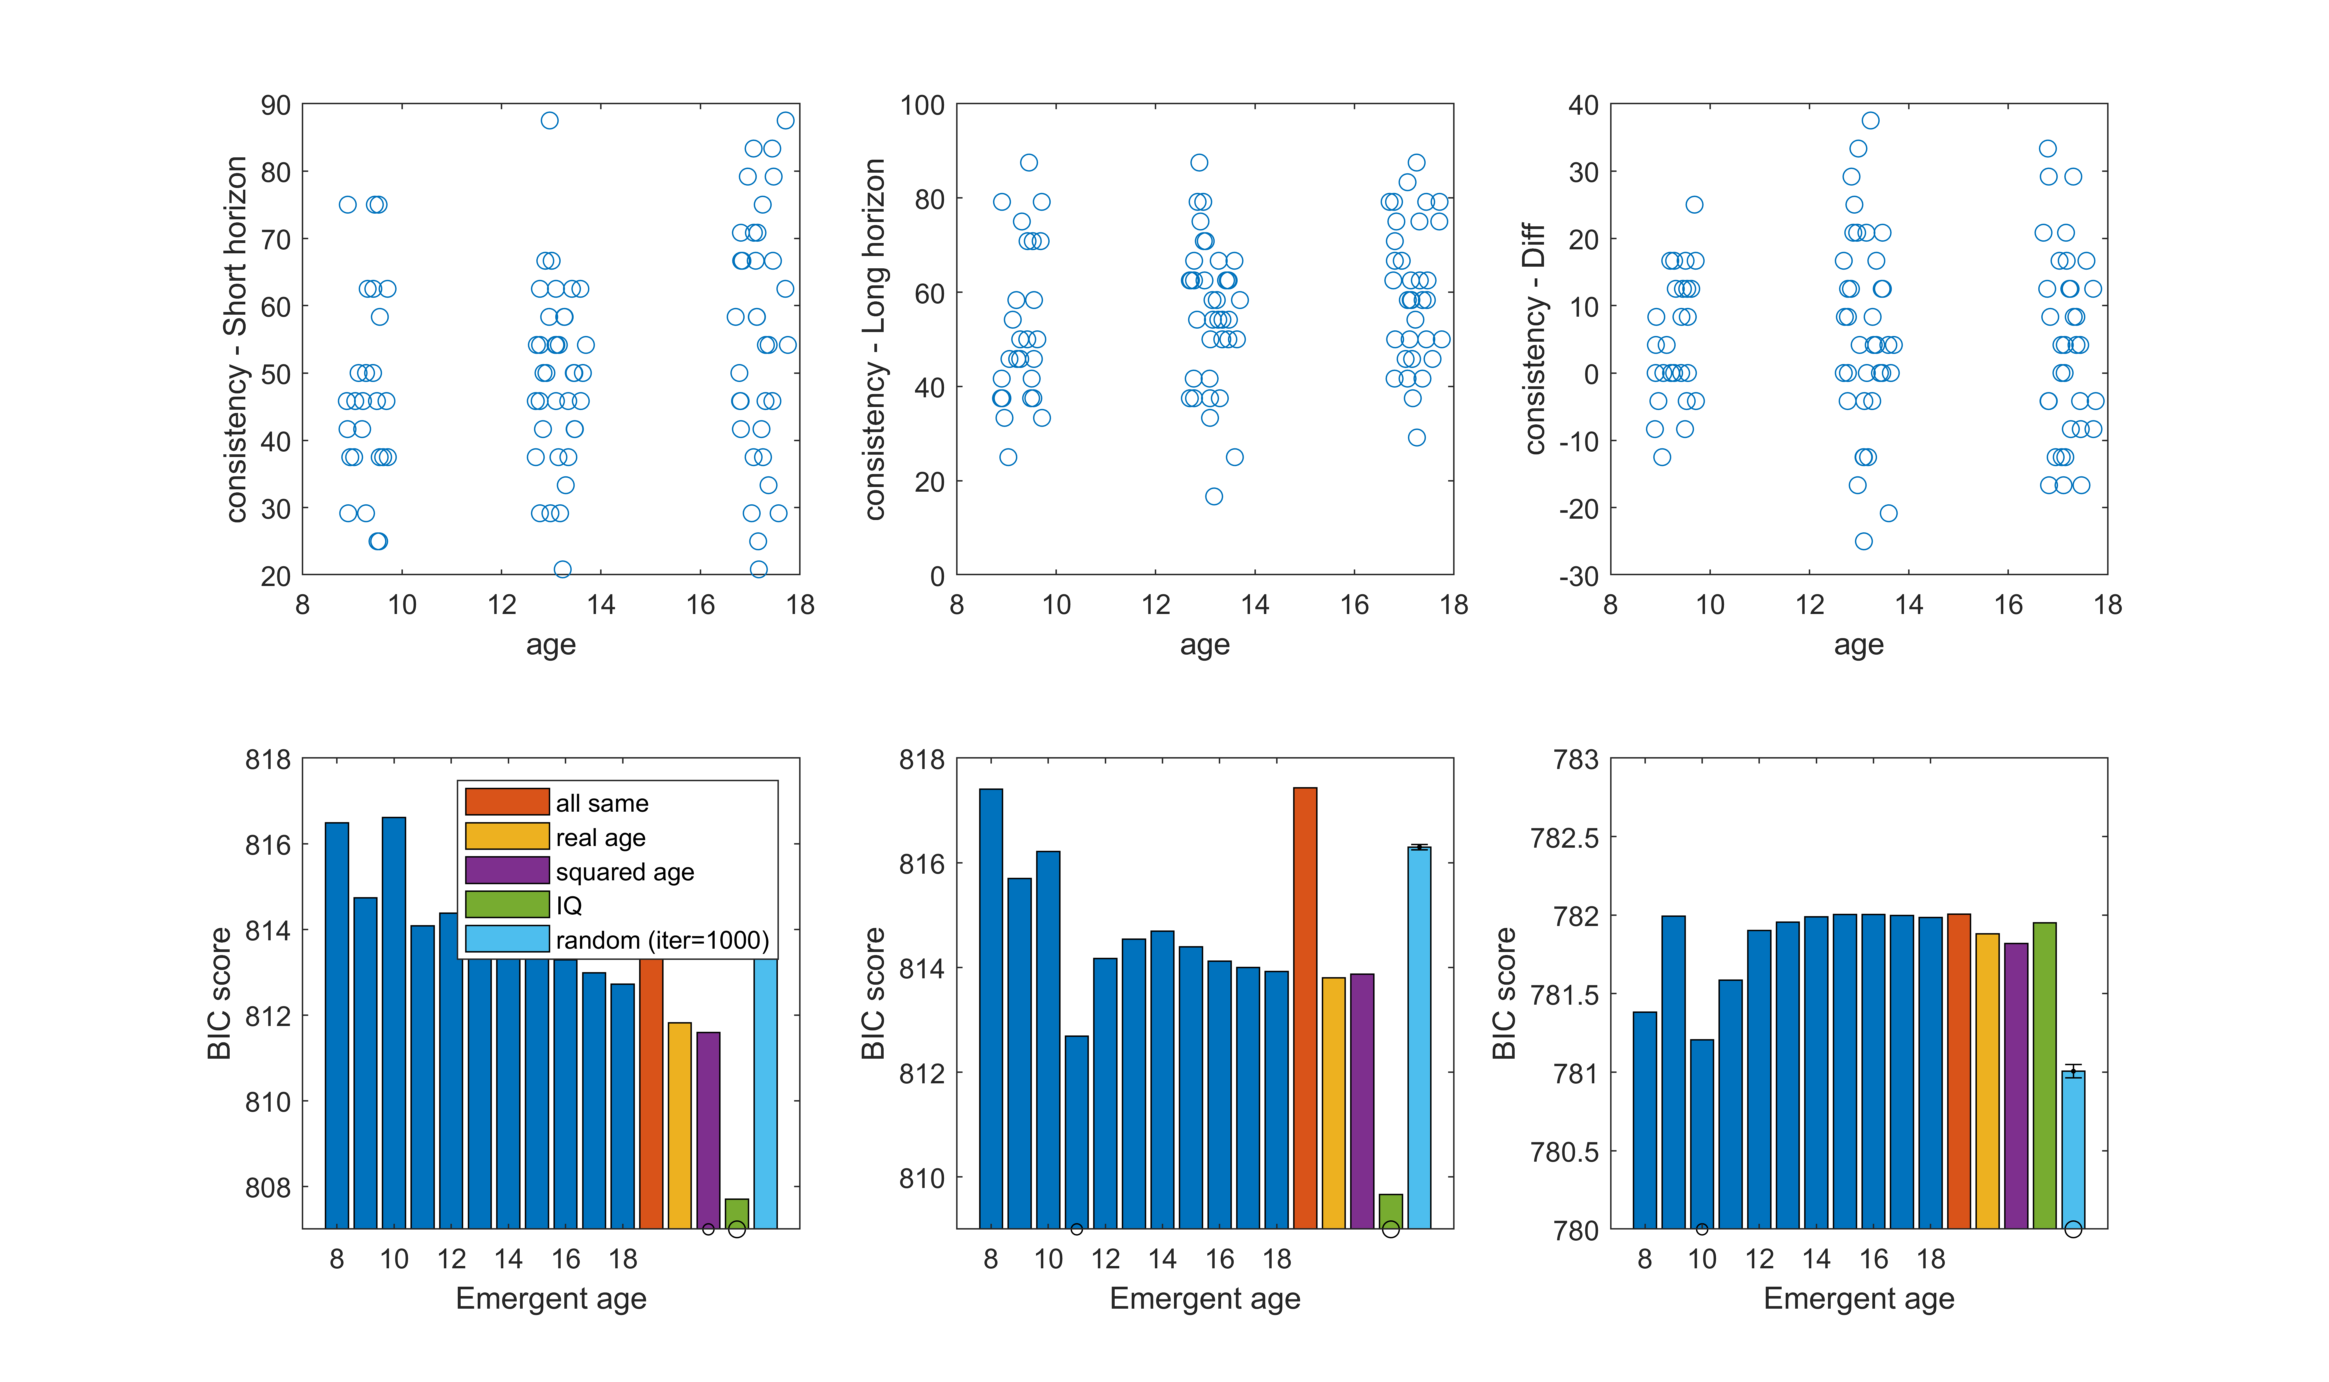 90
80
70
60
50
40
30
20
8 10 12 14 16 18
age
consistency - Short horizon
100
80
60
40
20
0
8 10 12 14 16 18
age
consistency - Long horizon
40
30
20
10
0
-10
-20
-30
8 10 12 14 16 18
age
consistency - Diff
818
816
814
812
810
808
8 10 12 14 16 18
Emergent age
BIC score
all same
real age
squared age
IQ
random (iter=1000)
818
816
814
812
810
8 10 12 14 16 18
Emergent age
BIC score
783
782.5
782
781.5
781
780.5
780
8 10 12 14 16 18
Emergent age
BIC score